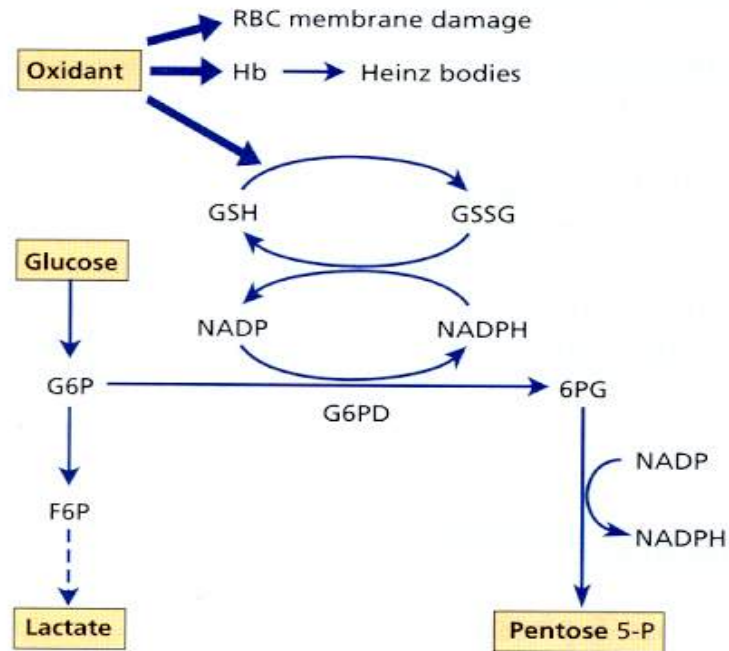 RBC membrane damage
Oxidant
Hb
Heinz bodies
GSH
GSSG
Glucose
NADP
NADPH
G6P
6PG
G6PD
NADP
F6P
NADPH
Lactate
Pentose 5-P